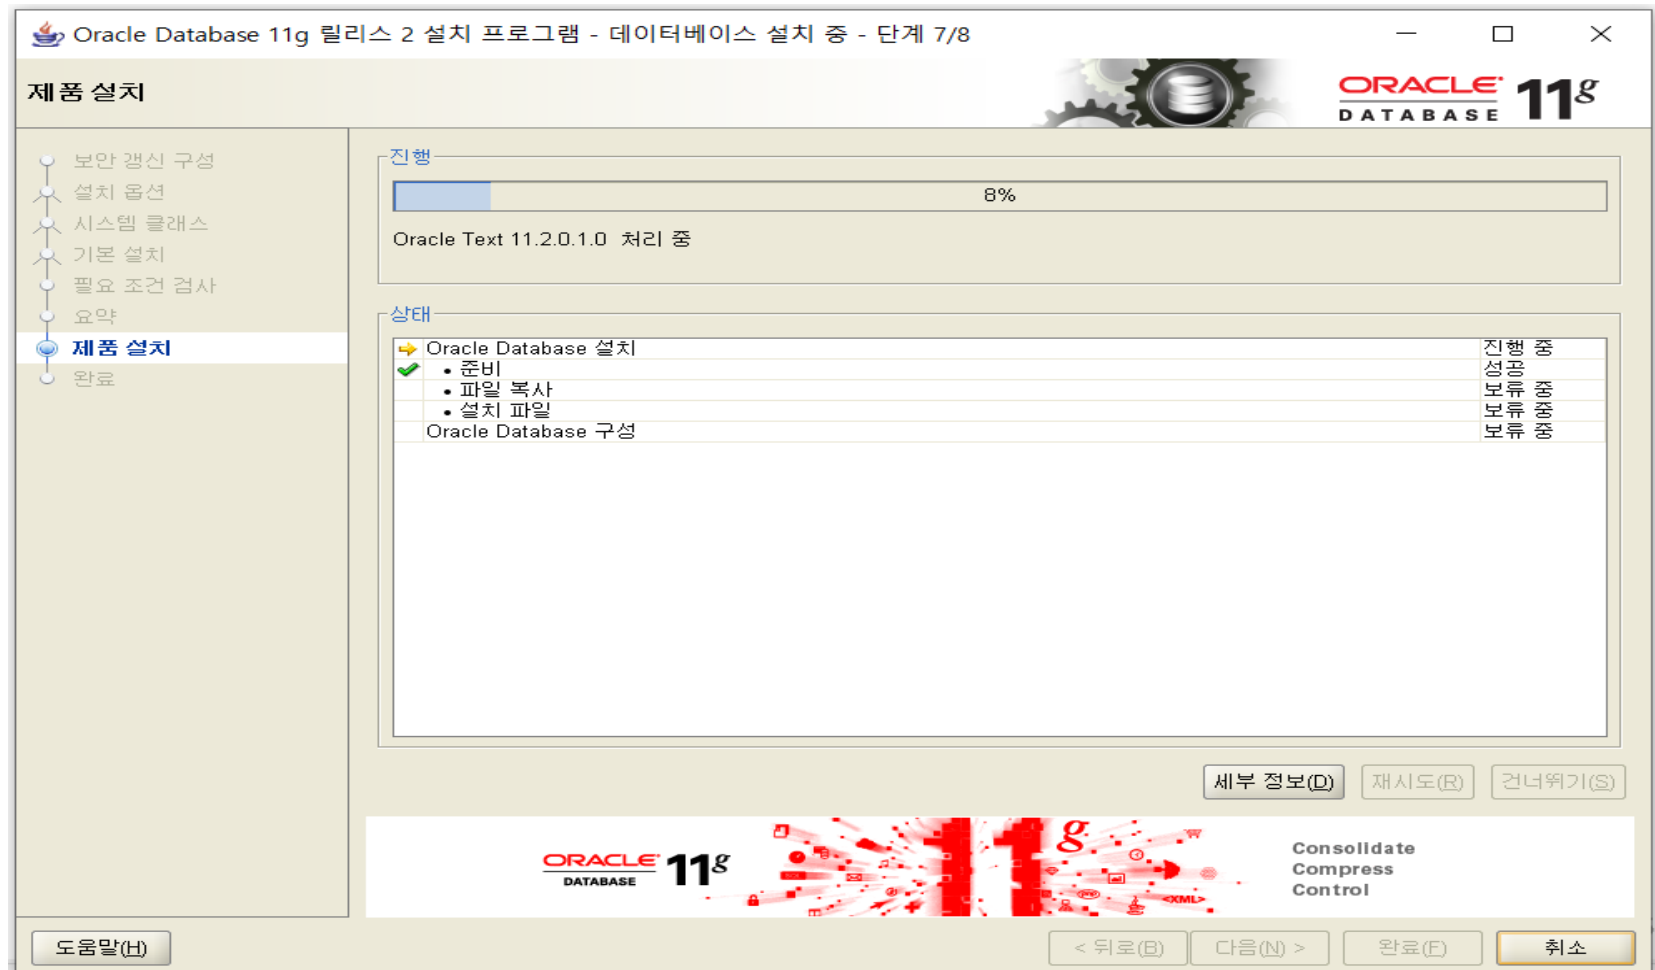 Oracle Database 11g 릴리스 2 설치 프로그램 - 데이터베이스 설치 중 - 단계 7/8
제품 설치
ORACLE 11g
DATABASE
보안 갱신 구성
설치 옵션
시스템 클래스
기본 설치
필요 조건 검사
요약
제품 설치
완료
진행
8%
Oracle Text 11.2.0.1.0 처리 중
상태
Oracle Database 설치 진행 중
• 준비 성공
• 파일 복사 보류 중
• 설치 파일 보류 중
Oracle Database 구성 보류 중
세부 정보(D) 재시도(R) 건너뛰기(S)
ORACLE 11g
DATABASE
11g
php
<XML>
Consolidate
Compress
Control
도움말(H) < 뒤로(B) 다음(N) > 완료(F) 취소